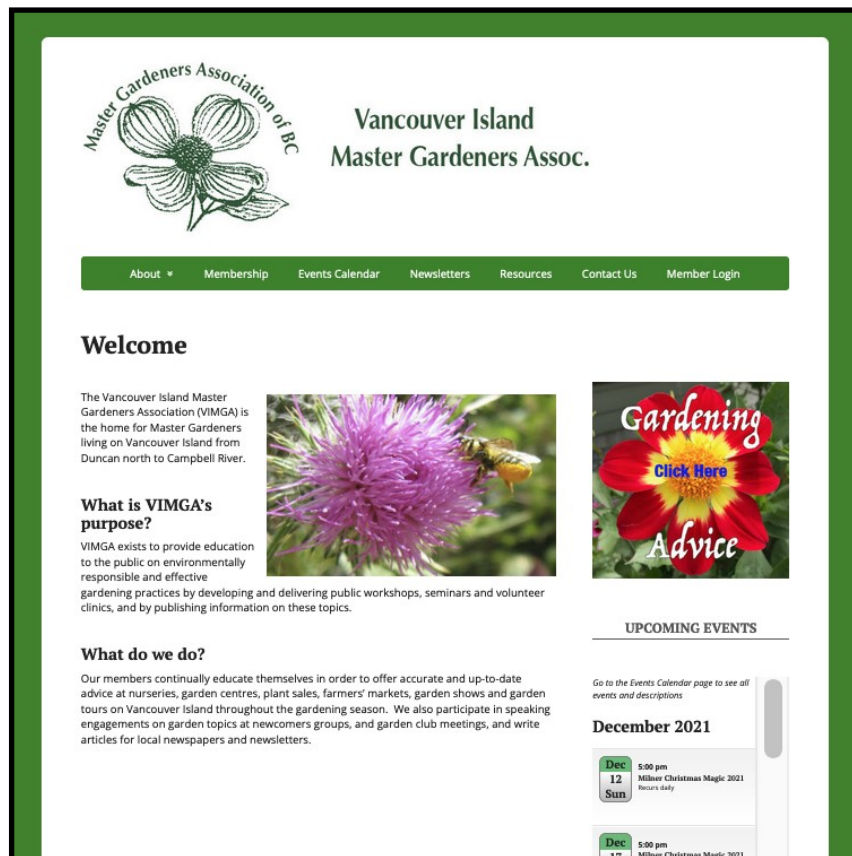 Master Gardeners Association of BC
Vancouver Island
Master Gardeners Assoc.
About
Membership
Events Calendar
Newsletters
Resources
Contact Us
Member Login
Welcome
The Vancouver Island Master
Gardeners Association (VIMGA) is
the home for Master Gardeners
living on Vancouver Island from
Duncan north to Campbell River.
What is VIMGA's
purpose?
VIMGA exists to provide education
to the public on environmentally
responsible and effective
gardening practices by developing and delivering public workshops, seminars and volunteer
clinics, and by publishing information on these topics.
What do we do?
Our members continually educate themselves in order to offer accurate and up-to-date
advice at nurseries, garden centres, plant sales, farmers' markets, garden shows and garden
tours on Vancouver Island throughout the gardening season.  We also participate in speaking
engagements on garden topics at newcomers groups, and garden club meetings, and write
articles for local newspapers and newsletters.
Gardening
Click Here
Advice
UPCOMING EVENTS
Go to the Events Calendar page to see all
events and descriptions
December 2021
Dec
12
Sun
5:00 pm
Milner Christmas Magic 2021
Recurs daily
Dec
17
5:00 pm
Milner Christmas Magic 2021